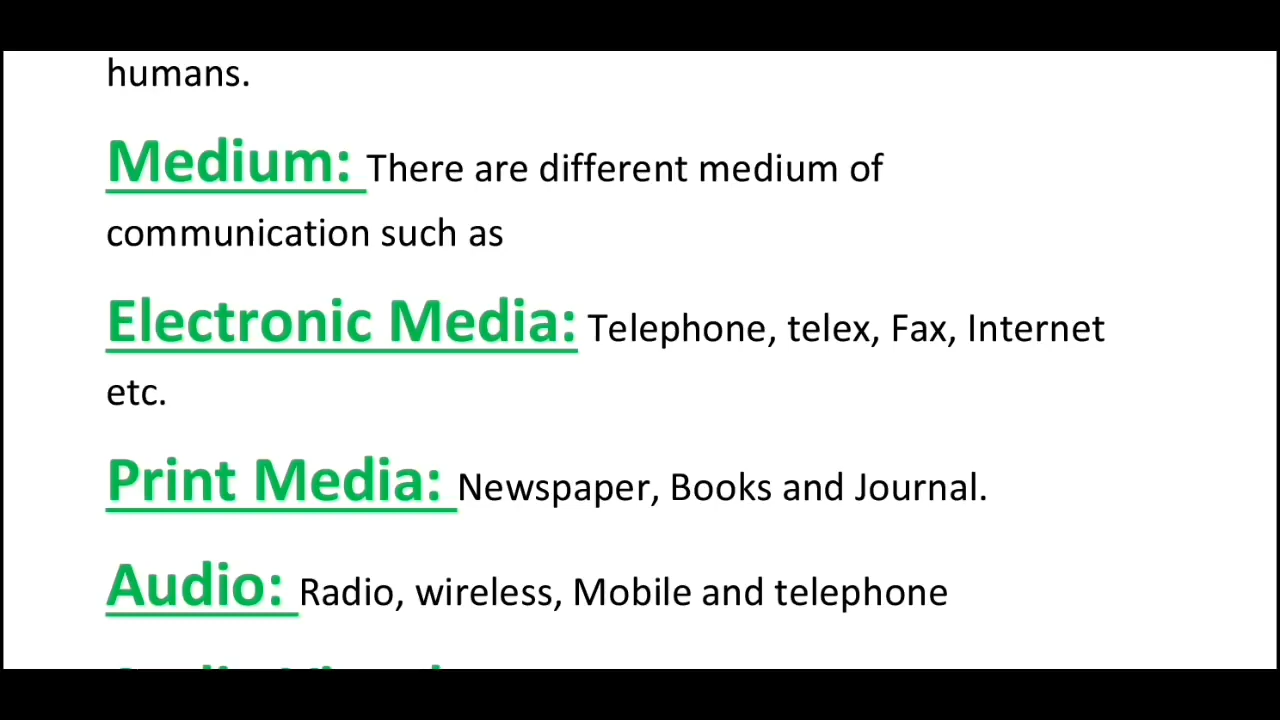 humans.
Medium: There are different medium of
communication such as
Electronic Media: Telephone, telex, Fax, Internet
etc.
Print Media: Newspaper, Books and Journal.
Audio: Radio, wireless, Mobile and telephone